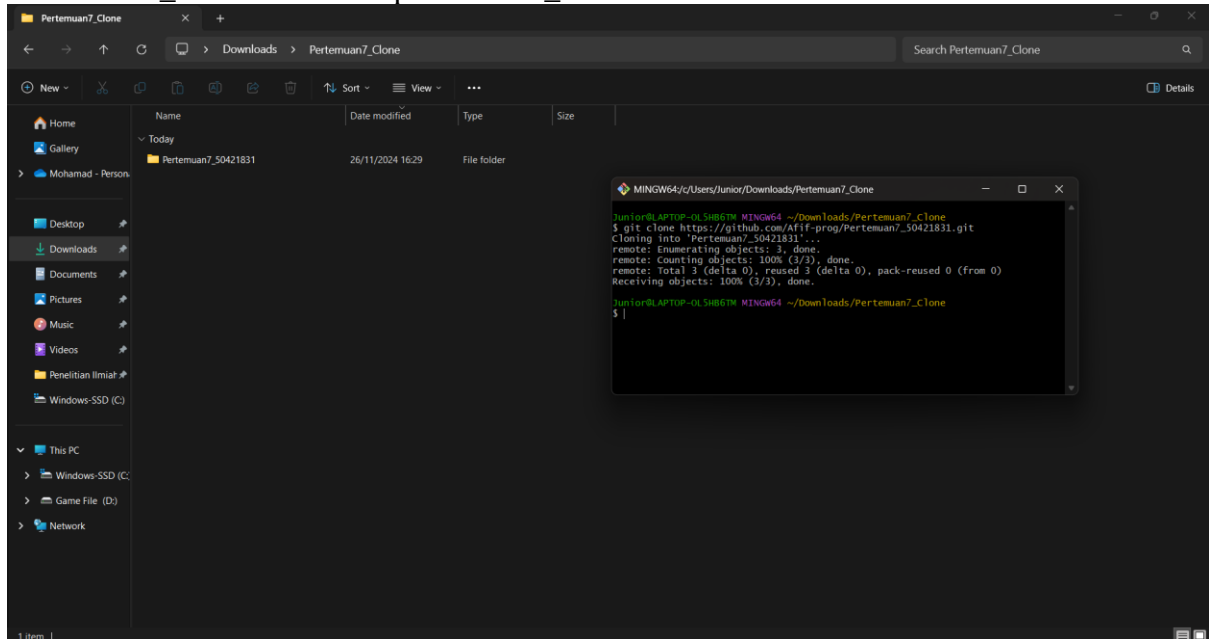 Pertemuan7_Clone
Downloads > Pertemuan7_Clone
Search Pertemuan7_Clone
New
Sort
View
Details
Name Date modified Type Size
Today
Pertemuan7_50421831 26/11/2024 16:29 File folder
Home
Gallery
Mohamad - Person
Desktop
Downloads
Documents
Pictures
Music
Videos
Penelitian Ilmiah
Windows-SSD (C:)
This PC
Windows-SSD (C:
Game File (D:)
Network
1 item
MINGW64:/c/Users/Junior/Downloads/Pertemuan7_Clone
Junior@LAPTOP-OL5HB6TM MINGW64 ~/Downloads/Pertemuan7_Clone
$ git clone https://github.com/Afif-prog/Pertemuan7_50421831.git
Cloning into 'Pertemuan7_50421831'...
remote: Enumerating objects: 3, done.
remote: Counting objects: 100% (3/3), done.
remote: Total 3 (delta 0), reused 3 (delta 0), pack-reused 0 (from 0)
Receiving objects: 100% (3/3), done.
Junior@LAPTOP-OL5HB6TM MINGW64 ~/Downloads/Pertemuan7_Clone
$